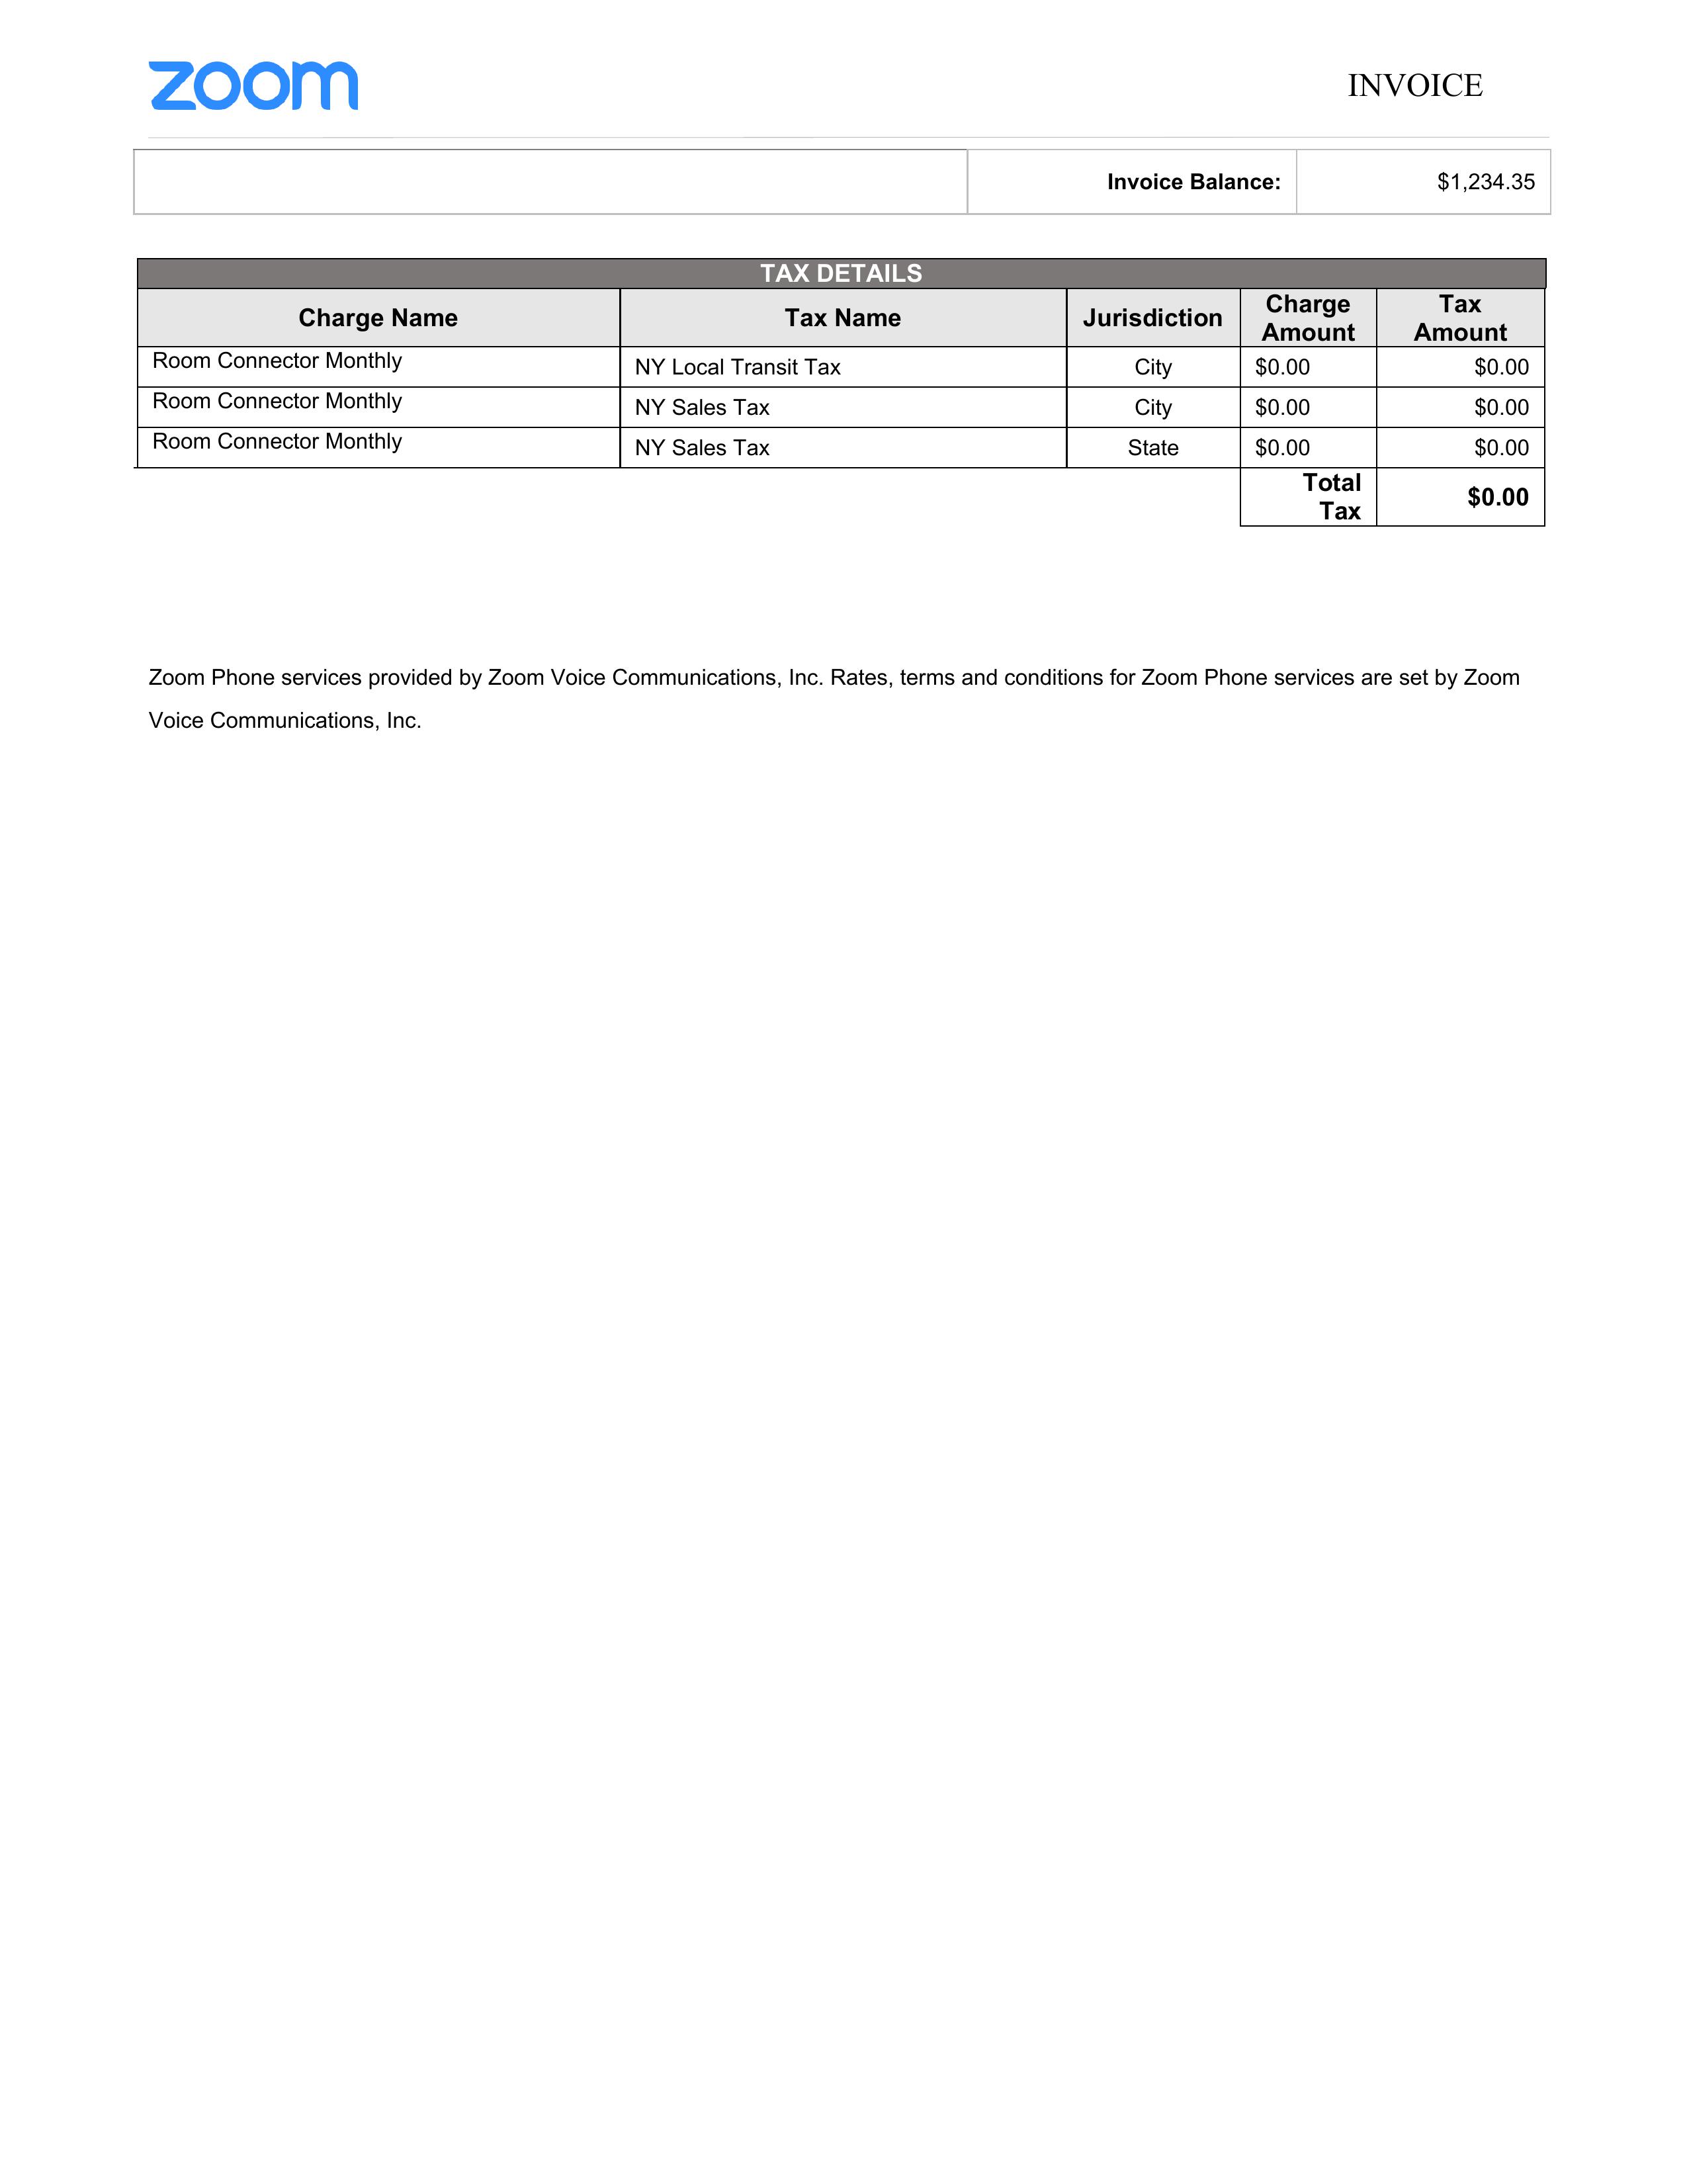 zoom
INVOICE
Invoice Balance: $1,234.35
TAX DETAILS
Charge Name Tax Name Jurisdiction Charge Amount Tax Amount
Room Connector Monthly NY Local Transit Tax City $0.00 $0.00
Room Connector Monthly NY Sales Tax City $0.00 $0.00
Room Connector Monthly NY Sales Tax State $0.00 $0.00
Total Tax $0.00
Zoom Phone services provided by Zoom Voice Communications, Inc. Rates, terms and conditions for Zoom Phone services are set by Zoom
Voice Communications, Inc.